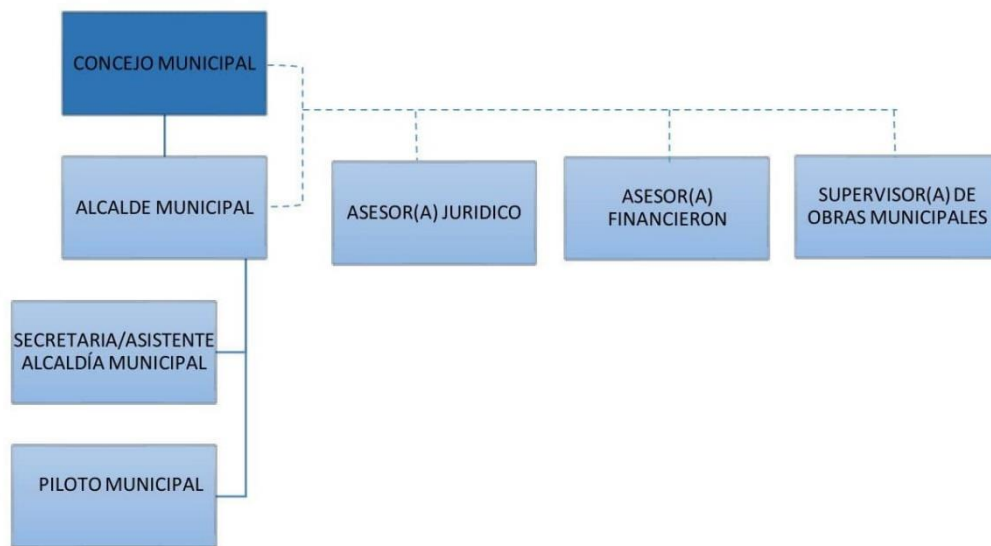 CONCEJO MUNICIPAL
ALCALDE MUNICIPAL
ASESOR(A) JURIDICO
ASESOR(A)
FINANCIERON
SUPERVISOR(A) DE
OBRAS MUNICIPALES
SECRETARIA/ASISTENTE
ALCALDÍA MUNICIPAL
PILOTO MUNICIPAL